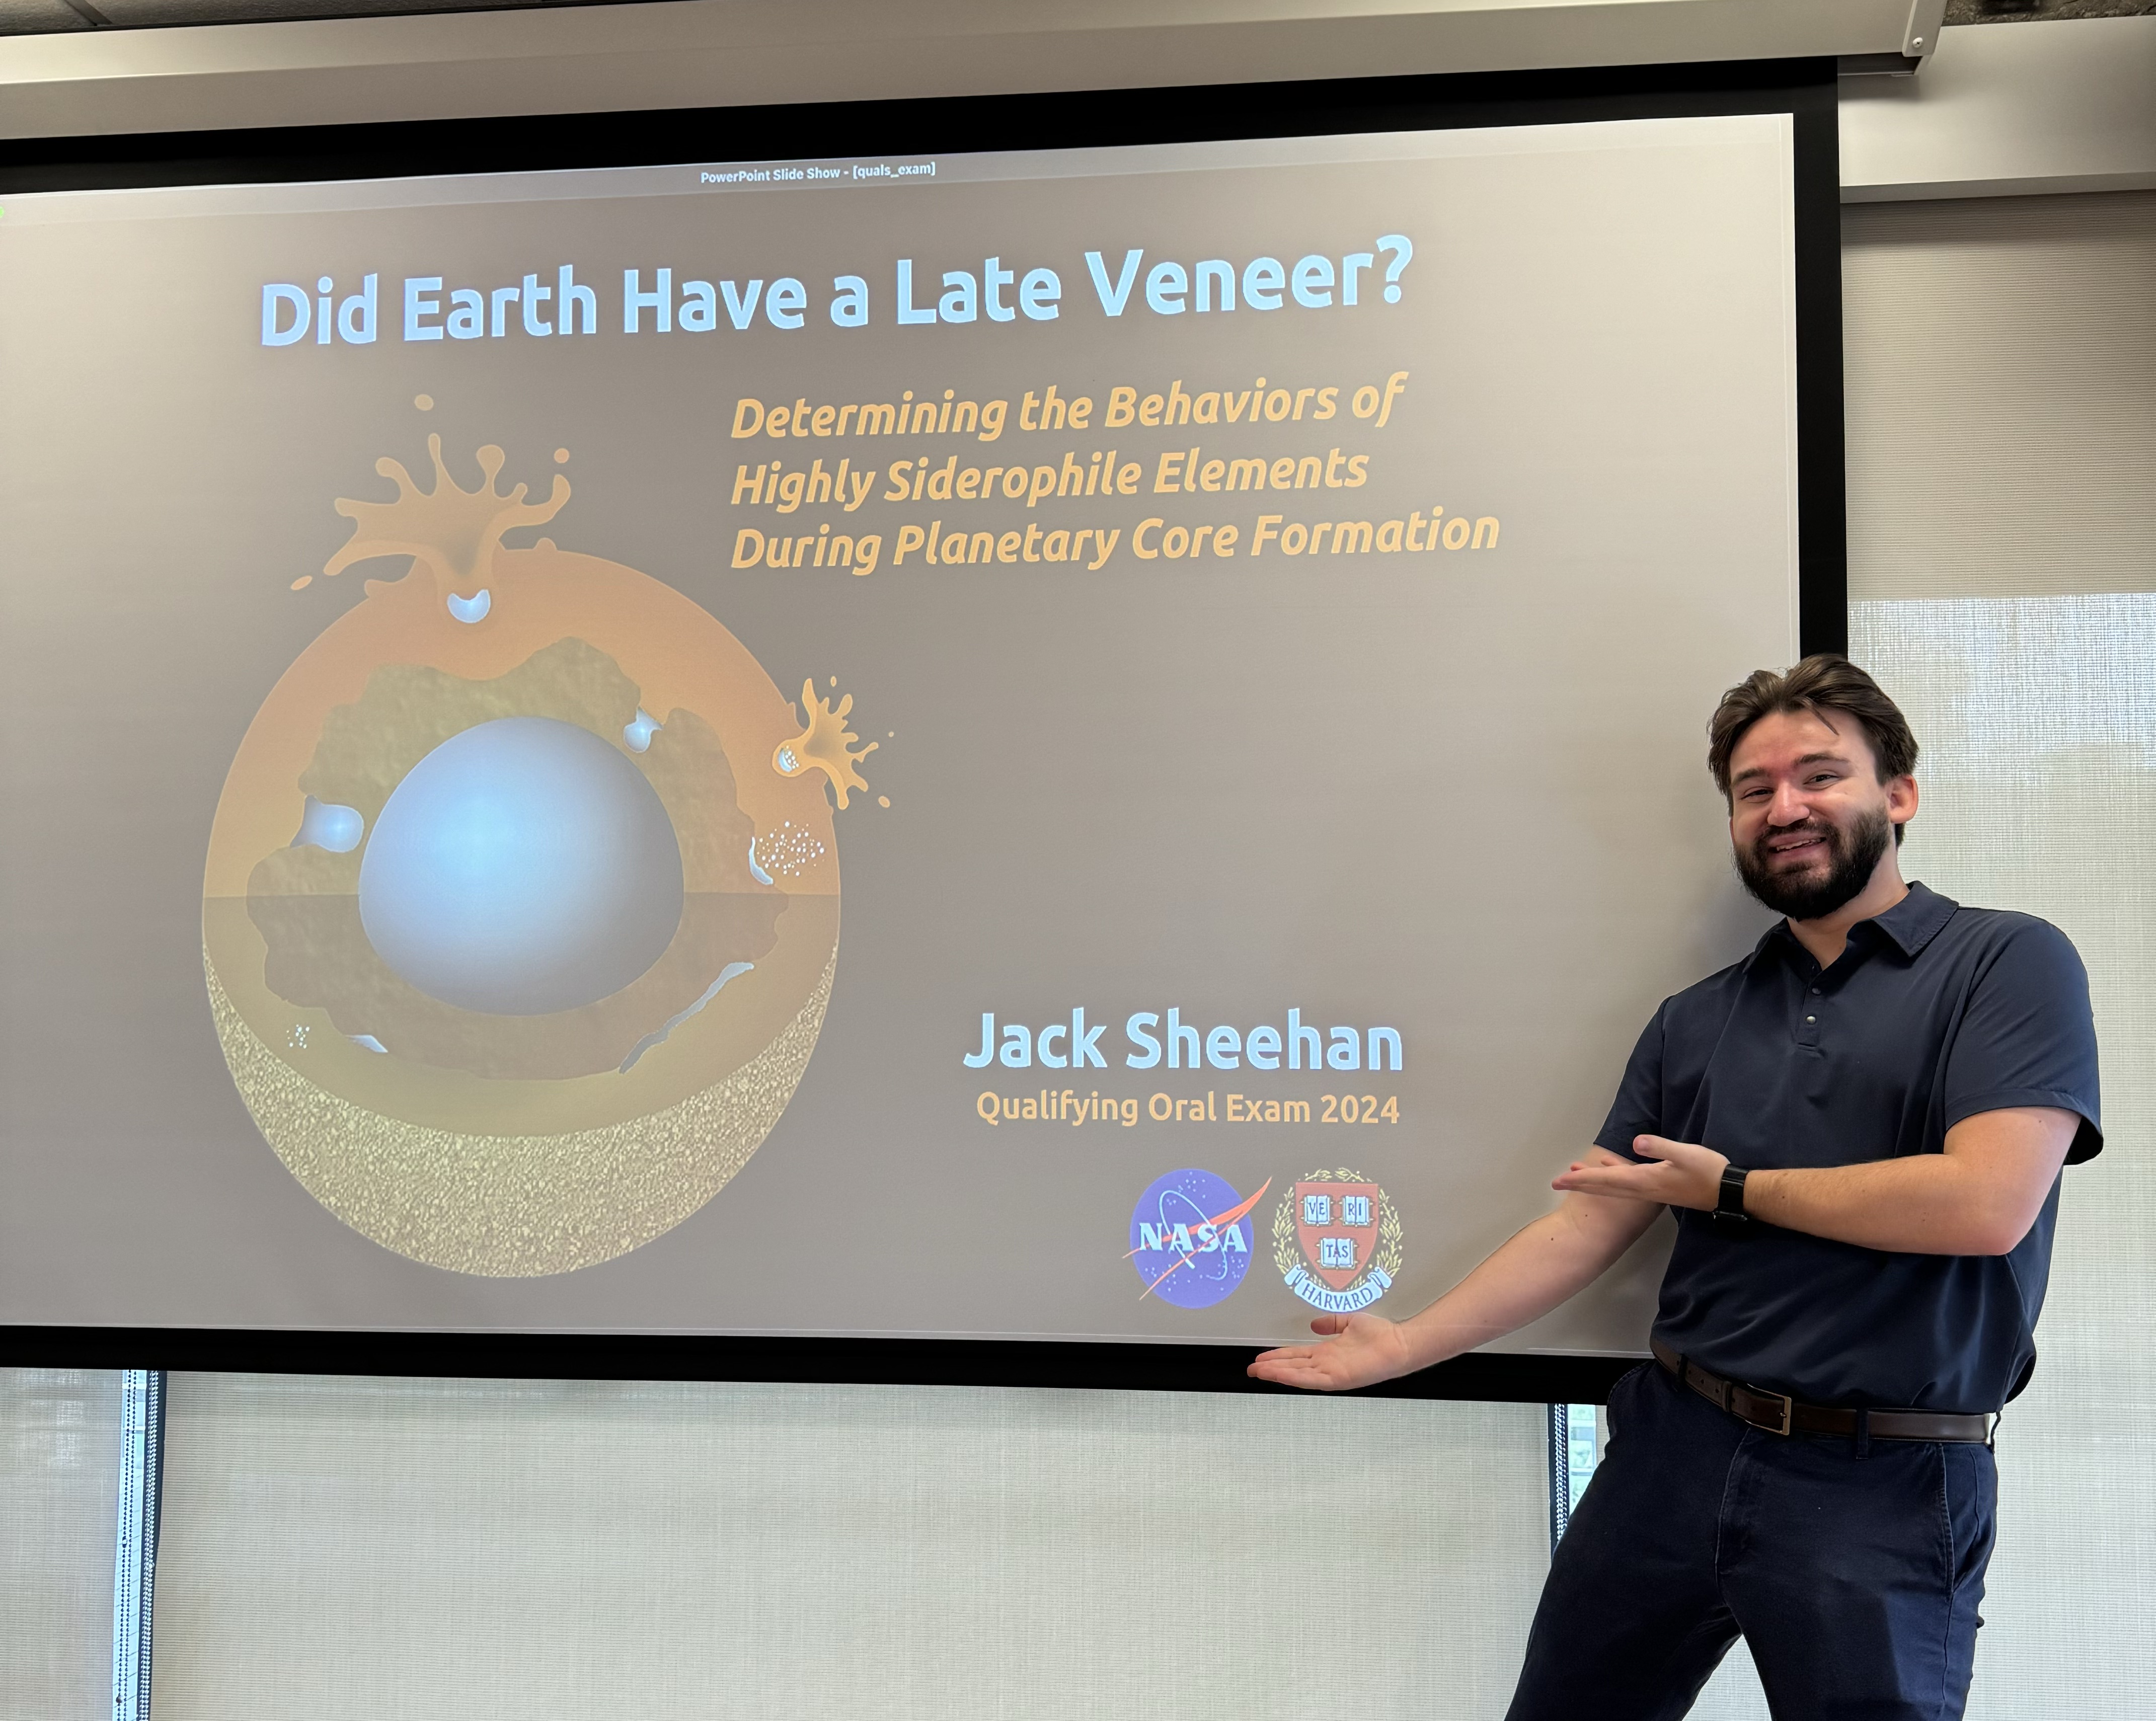 PowerPoint Slide Show - [quals_exam]
Did Earth Have a Late Veneer?
Determining the Behaviors of
Highly Siderophile Elements
During Planetary Core Formation
Jack Sheehan
Qualifying Oral Exam 2024
NASA
VE RI
TAS
HARVARD